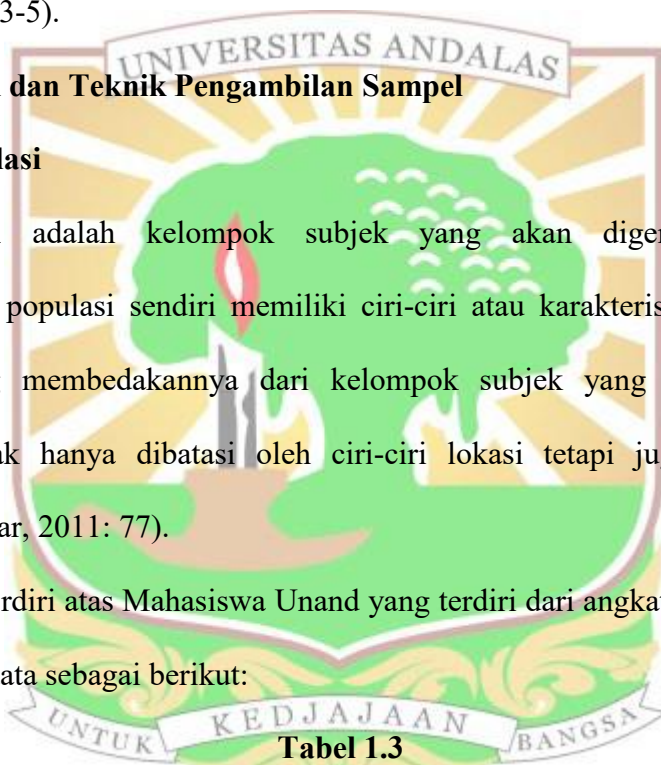 3-5).
UNIVERSITAS ANDALAS
dan Teknik Pengambilan Sampel
lasi
adalah kelompok subjek yang akan diger
populasi sendiri memiliki ciri-ciri atau karakteris
membedakannya dari kelompok subjek yang
ak hanya dibatasi oleh ciri-ciri lokasi tetapi jug
ar, 2011: 77).
rdiri atas Mahasiswa Unand yang terdiri dari angkat
ata sebagai berikut:
UNTUK KEDJAJAAN BANGSA
Tabel 1.3